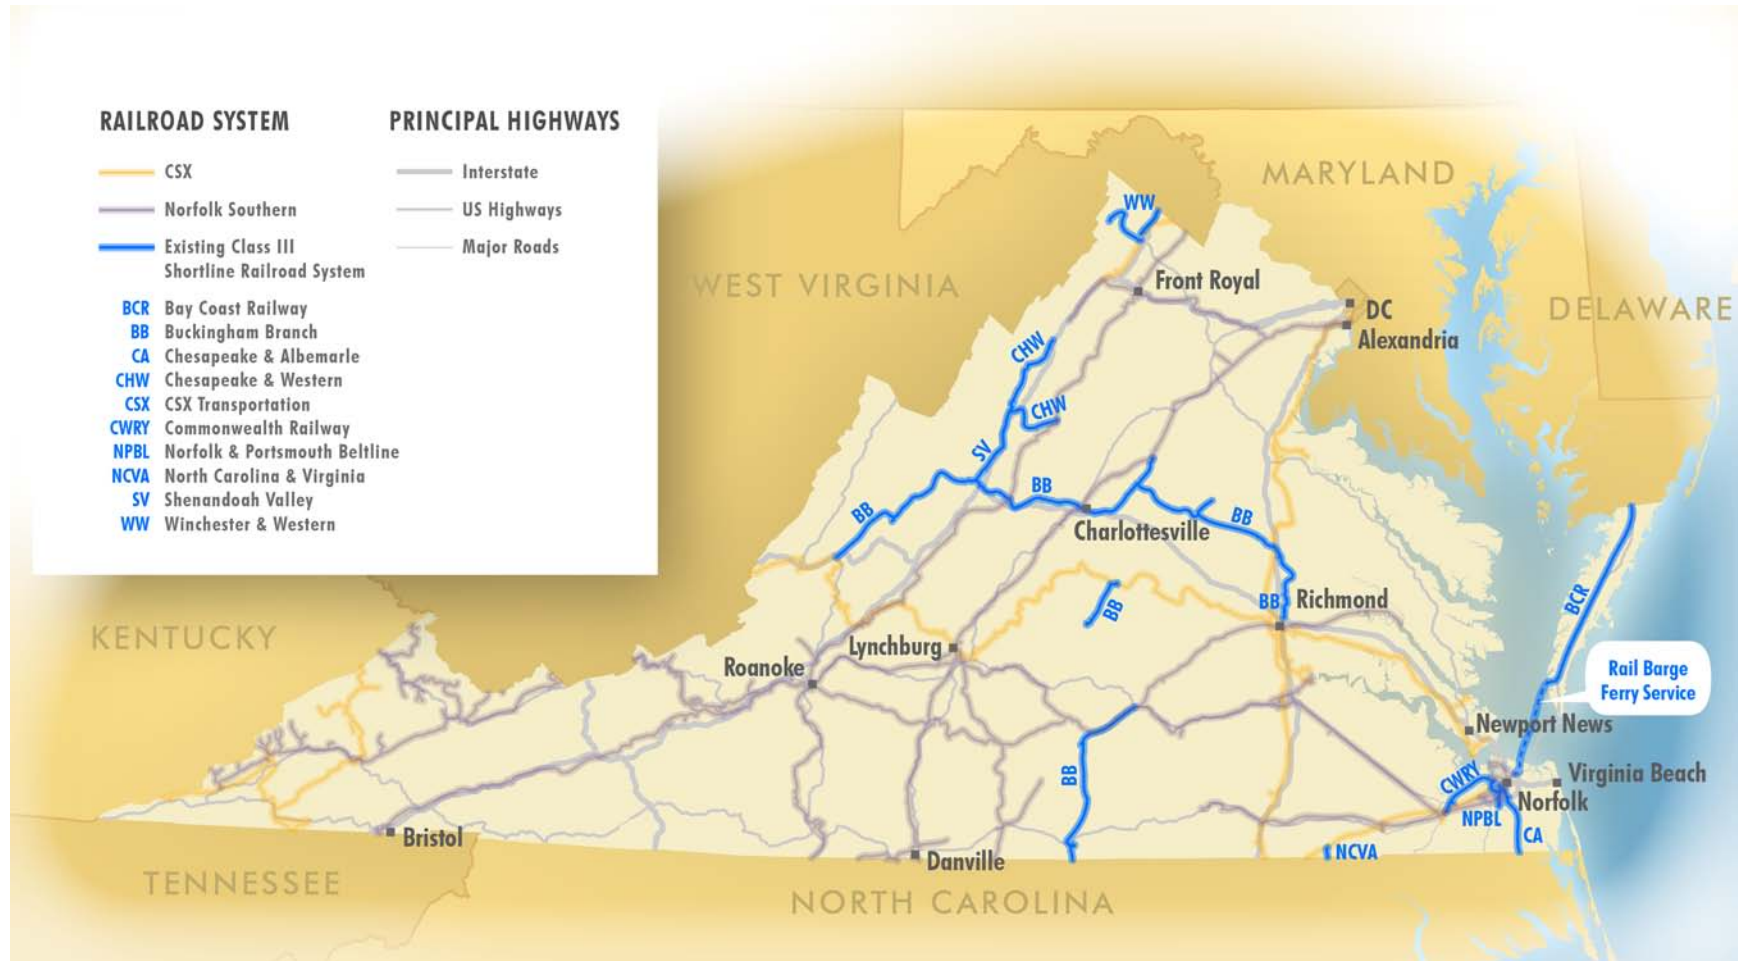 RAILROAD SYSTEM
CSX
Norfolk Southern
Existing Class III
Shortline Railroad System
BCR Bay Coast Railway
BB Buckingham Branch
CA Chesapeake & Albemarle
CHW Chesapeake & Western
CSX CSX Transportation
CWRY Commonwealth Railway
NPBL Norfolk & Portsmouth Beltline
NCVA North Carolina & Virginia
SV Shenandoah Valley
WW Winchester & Western
PRINCIPAL HIGHWAYS
Interstate
US Highways
Major Roads
MARYLAND
WW
WEST VIRGINIA
Front Royal
DELAWARE
DC
Alexandria
CHW
CHW
SV
BB
BB
BB
Charlottesville
BB
BB
Richmond
BCR
KENTUCKY
Lynchburg
Roanoke
Rail Barge
Ferry Service
Newport News
BB
CWRY
Virginia Beach
Norfolk
NPBL
CA
Bristol
NCVA
Danville
TENNESSEE
NORTH CAROLINA